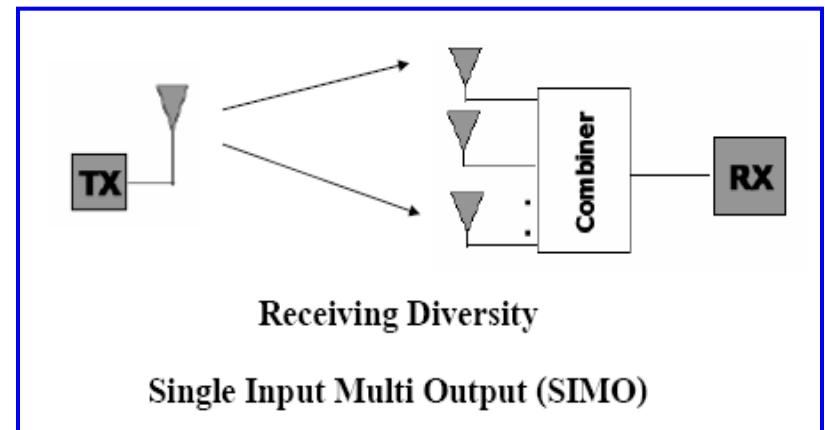 TX
Combiner
RX
Receiving Diversity
Single Input Multi Output (SIMO)